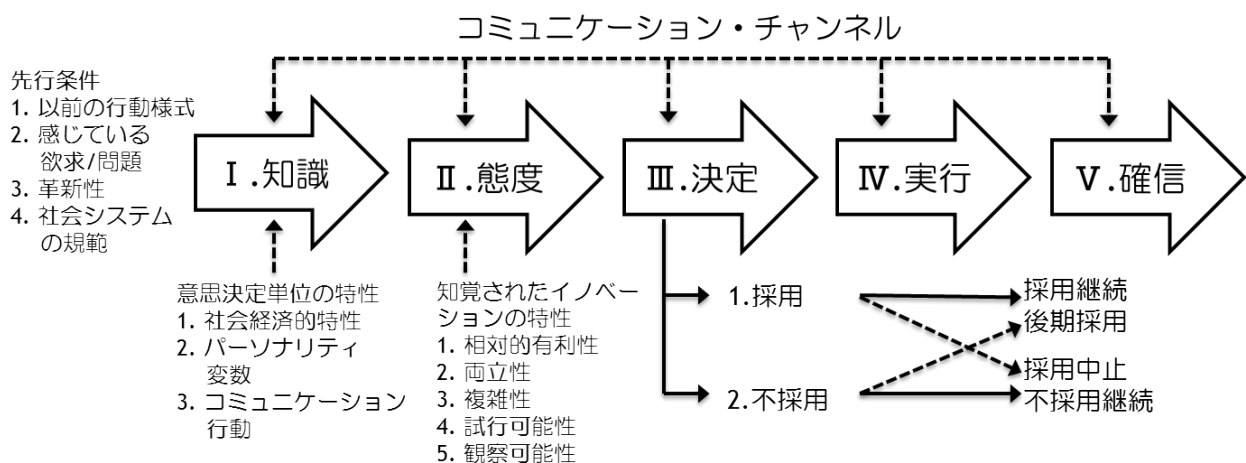 コミュニケーション・チャンネル
先行条件
1. 以前の行動様式
2. 感じている
欲求/問題
3. 革新性
4. 社会システム
の規範
Ⅰ.知識
Ⅱ.態度
Ⅲ.決定
Ⅳ.実行
Ⅴ.確信
意思決定単位の特性
1. 社会経済的特性
2. パーソナリティ
変数
3. コミュニケーション
行動
知覚されたイノベー
ションの特性
1. 相対的有利性
2. 両立性
3. 複雑性
4. 試行可能性
5. 観察可能性
1.採用
2.不採用
採用継続
後期採用
採用中止
不採用継続